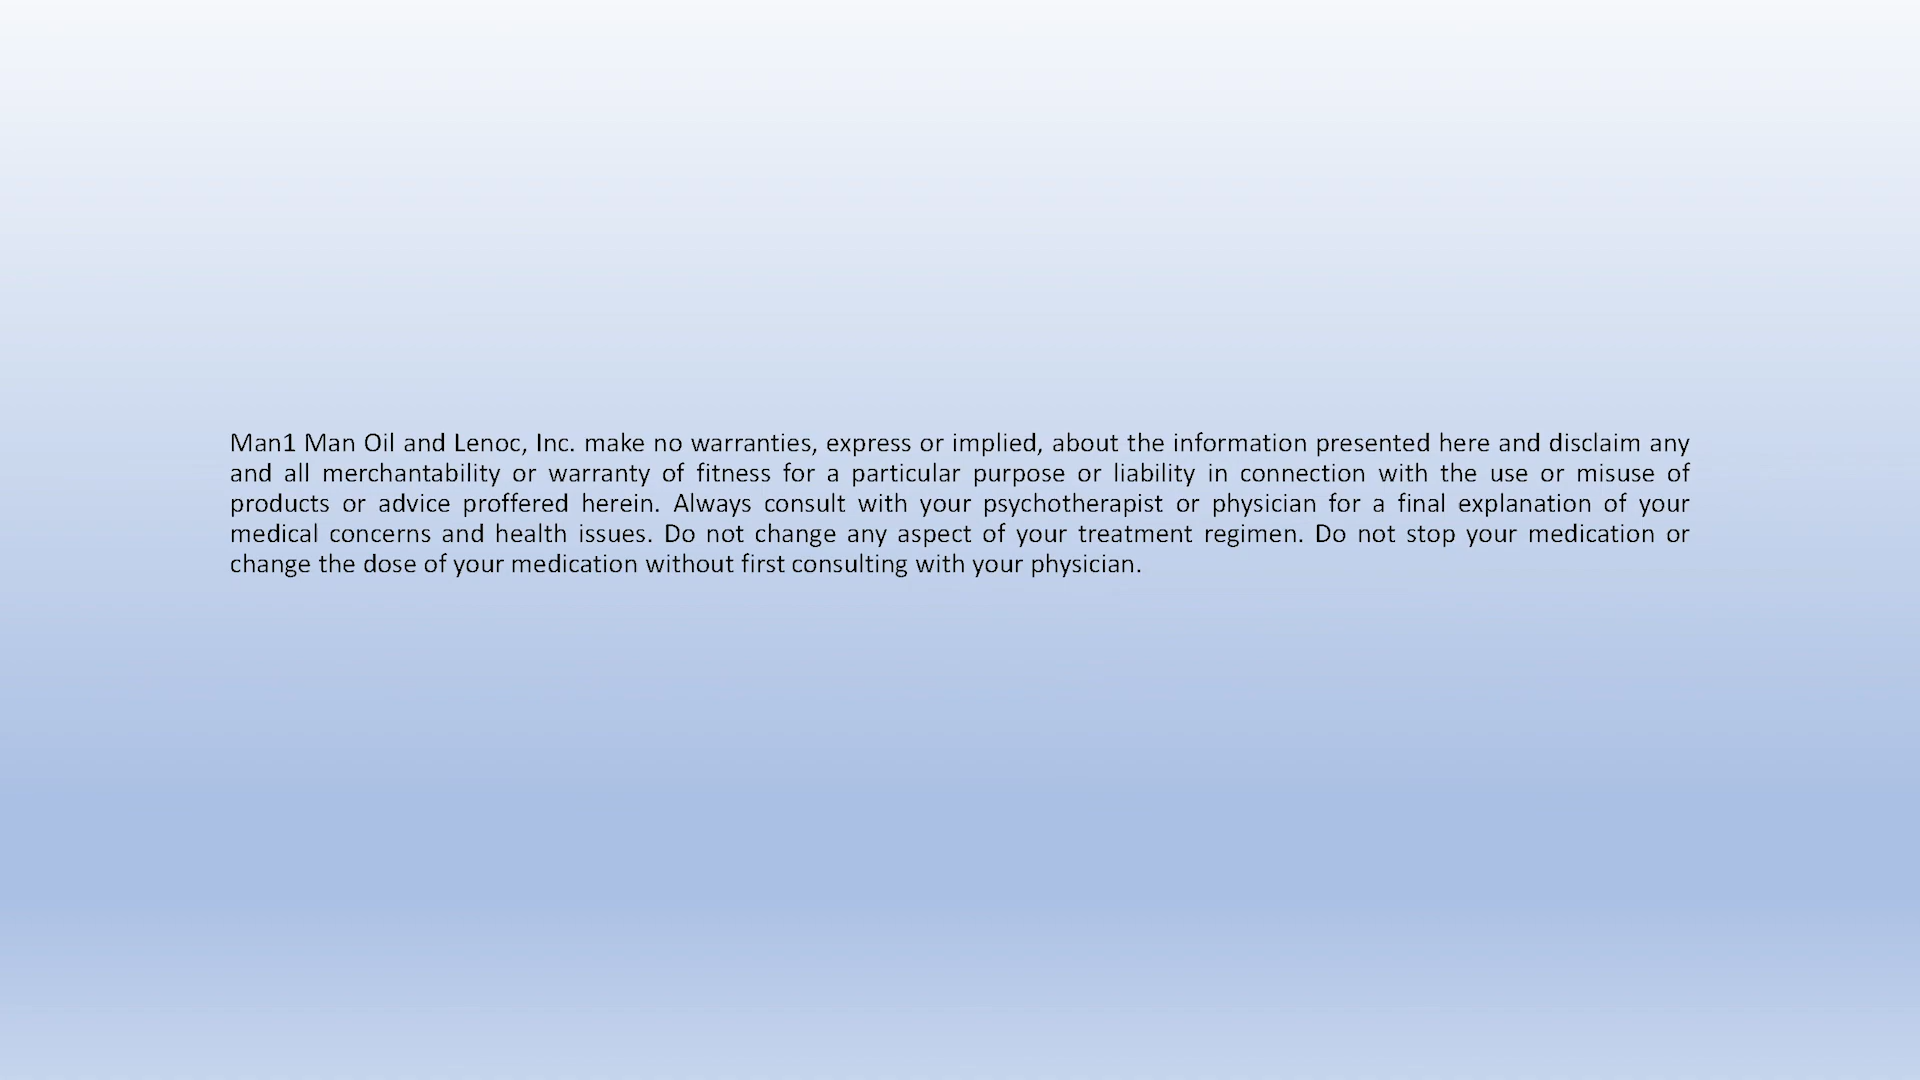 Man1 Man Oil and Lenoc, Inc. make no warranties, express or implied, about the information presented here and disclaim any
and all merchantability or warranty of fitness for a particular purpose or liability in connection with the use or misuse of
products or advice proffered herein. Always consult with your psychotherapist or physician for a final explanation of your
medical concerns and health issues. Do not change any aspect of your treatment regimen. Do not stop your medication or
change the dose of your medication without first consulting with your physician.